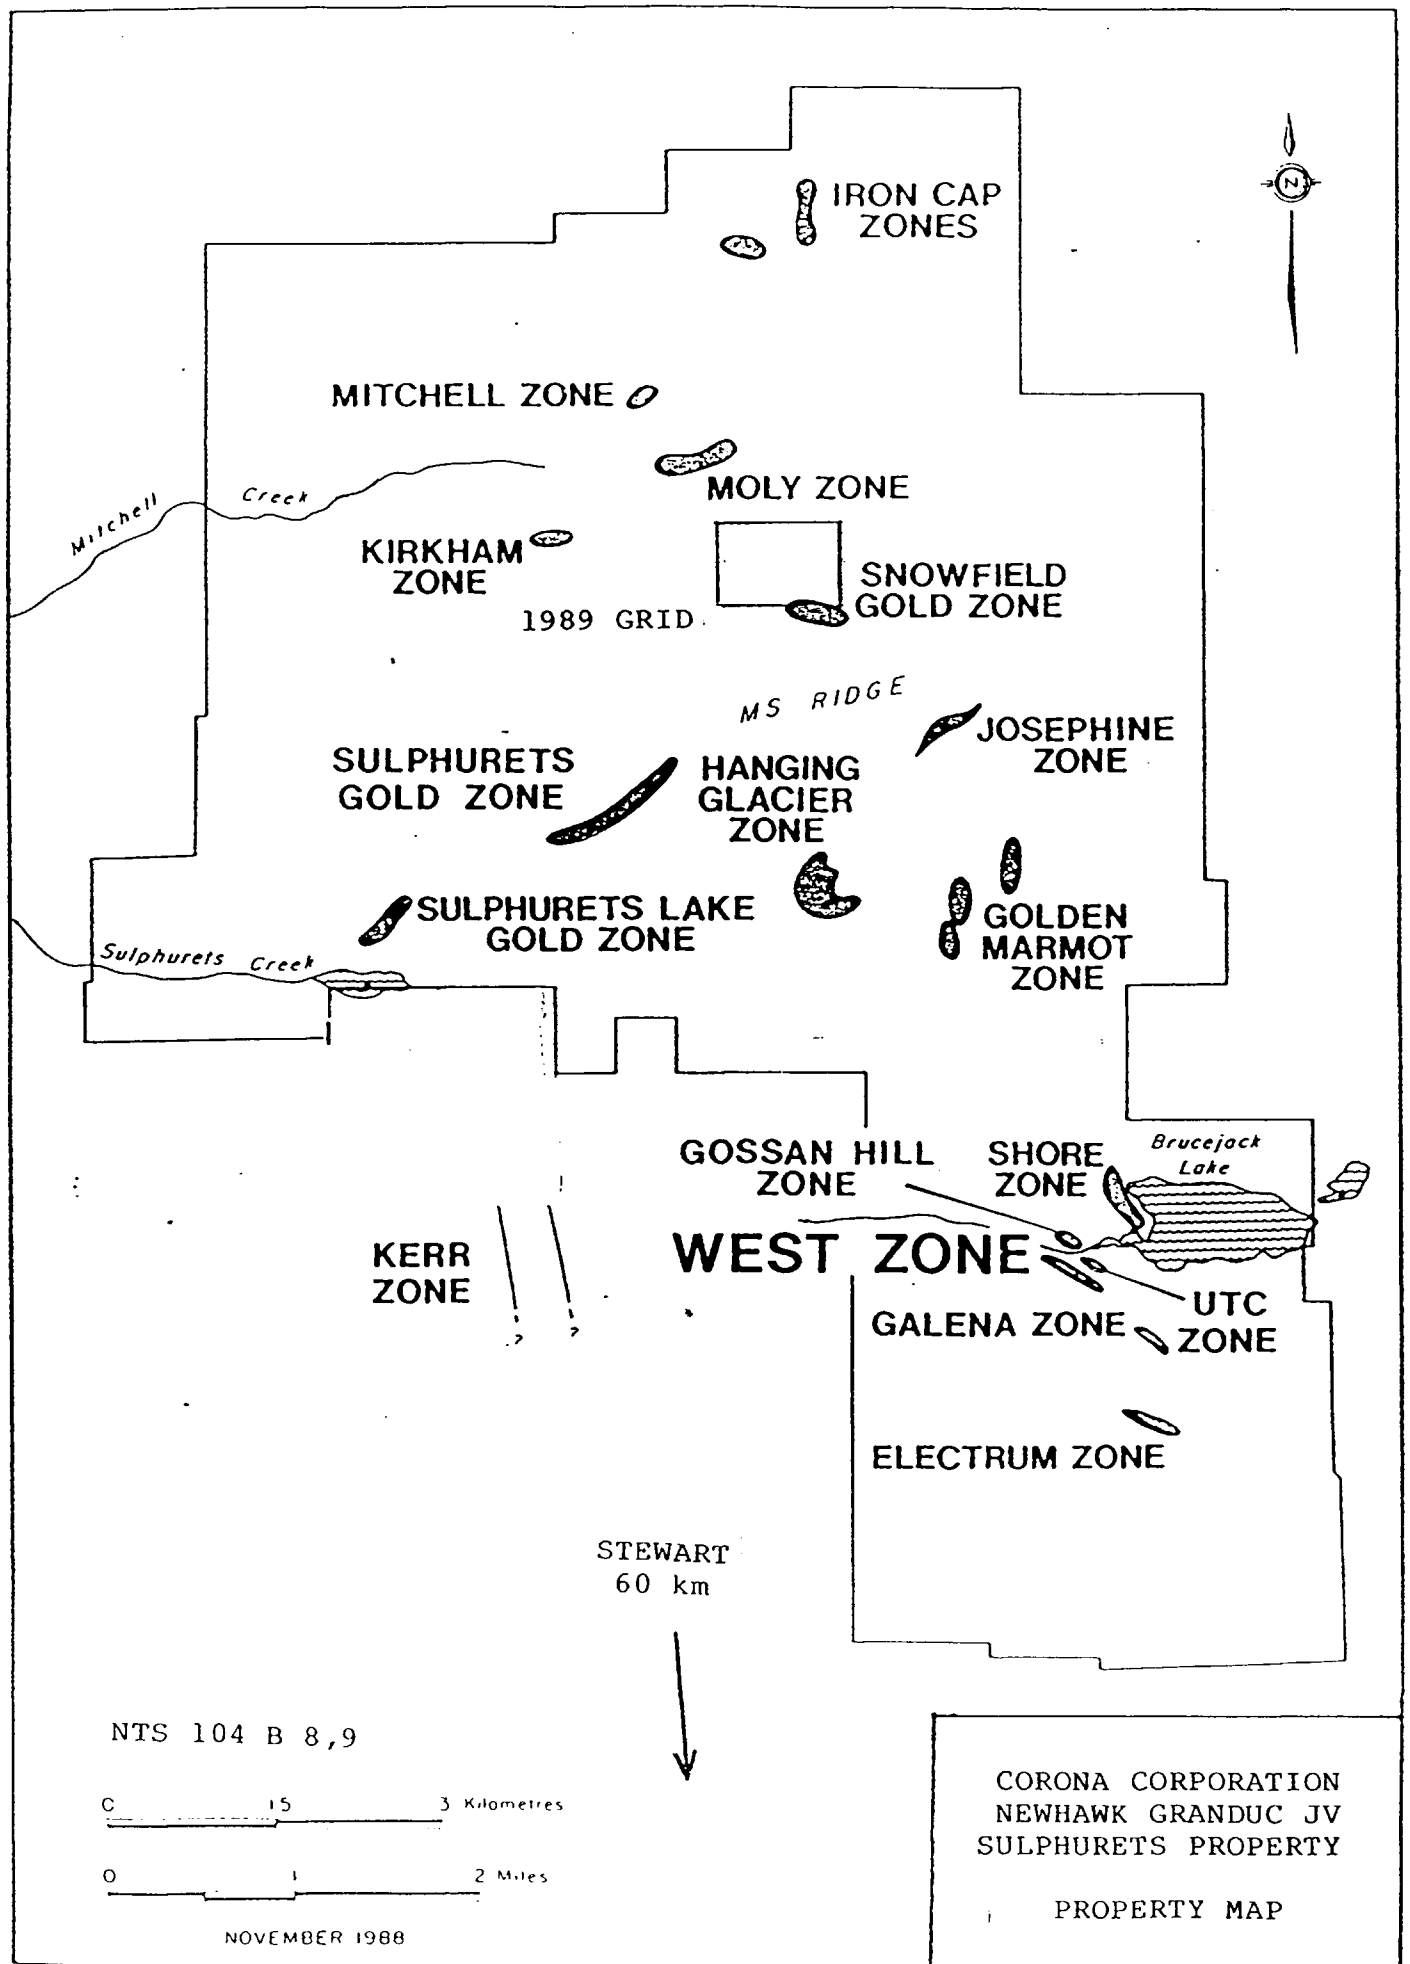 IRON CAP
ZONES
N
MITCHELL ZONE
MOLY ZONE
Mitchell Creek
KIRKHAM
ZONE
SNOWFIELD
GOLD ZONE
1989 GRID
MS RIDGE
JOSEPHINE
ZONE
SULPHURETS
GOLD ZONE
HANGING
GLACIER
ZONE
SULPHURETS LAKE
GOLD ZONE
GOLDEN
MARMOT
ZONE
Sulphurets Creek
GOSSAN HILL
ZONE
SHORE
ZONE
Brucejack
Lake
KERR
ZONE
WEST ZONE
? ?
UTC
ZONE
GALENA ZONE
ELECTRUM ZONE
STEWART
60 km
NTS 104 B 8,9
0 1.5 3 Kilometres
0 1 2 Miles
NOVEMBER 1988
CORONA CORPORATION
NEWHAWK GRANDUC JV
SULPHURETS PROPERTY
PROPERTY MAP